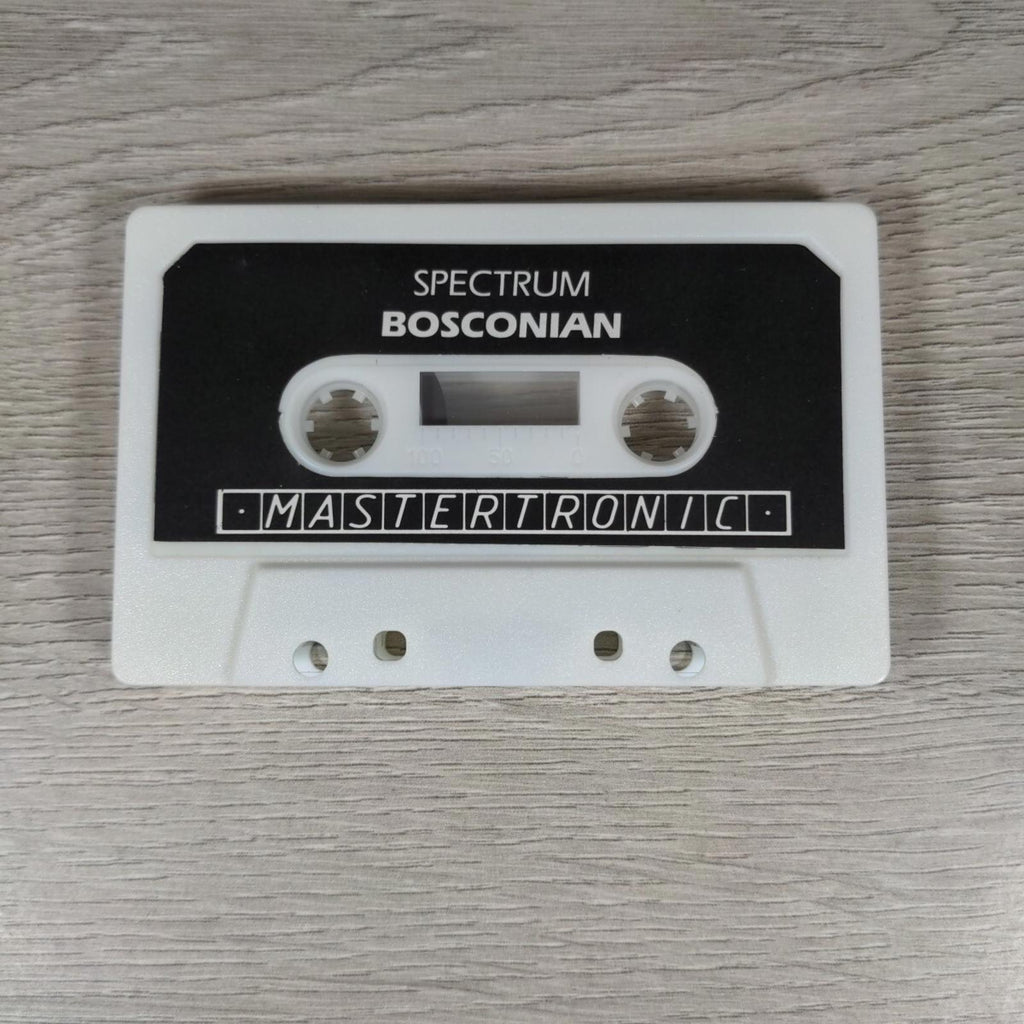 SPECTRUM
BOSCONIAN
100 50 0
· MASTERTRONIC ·